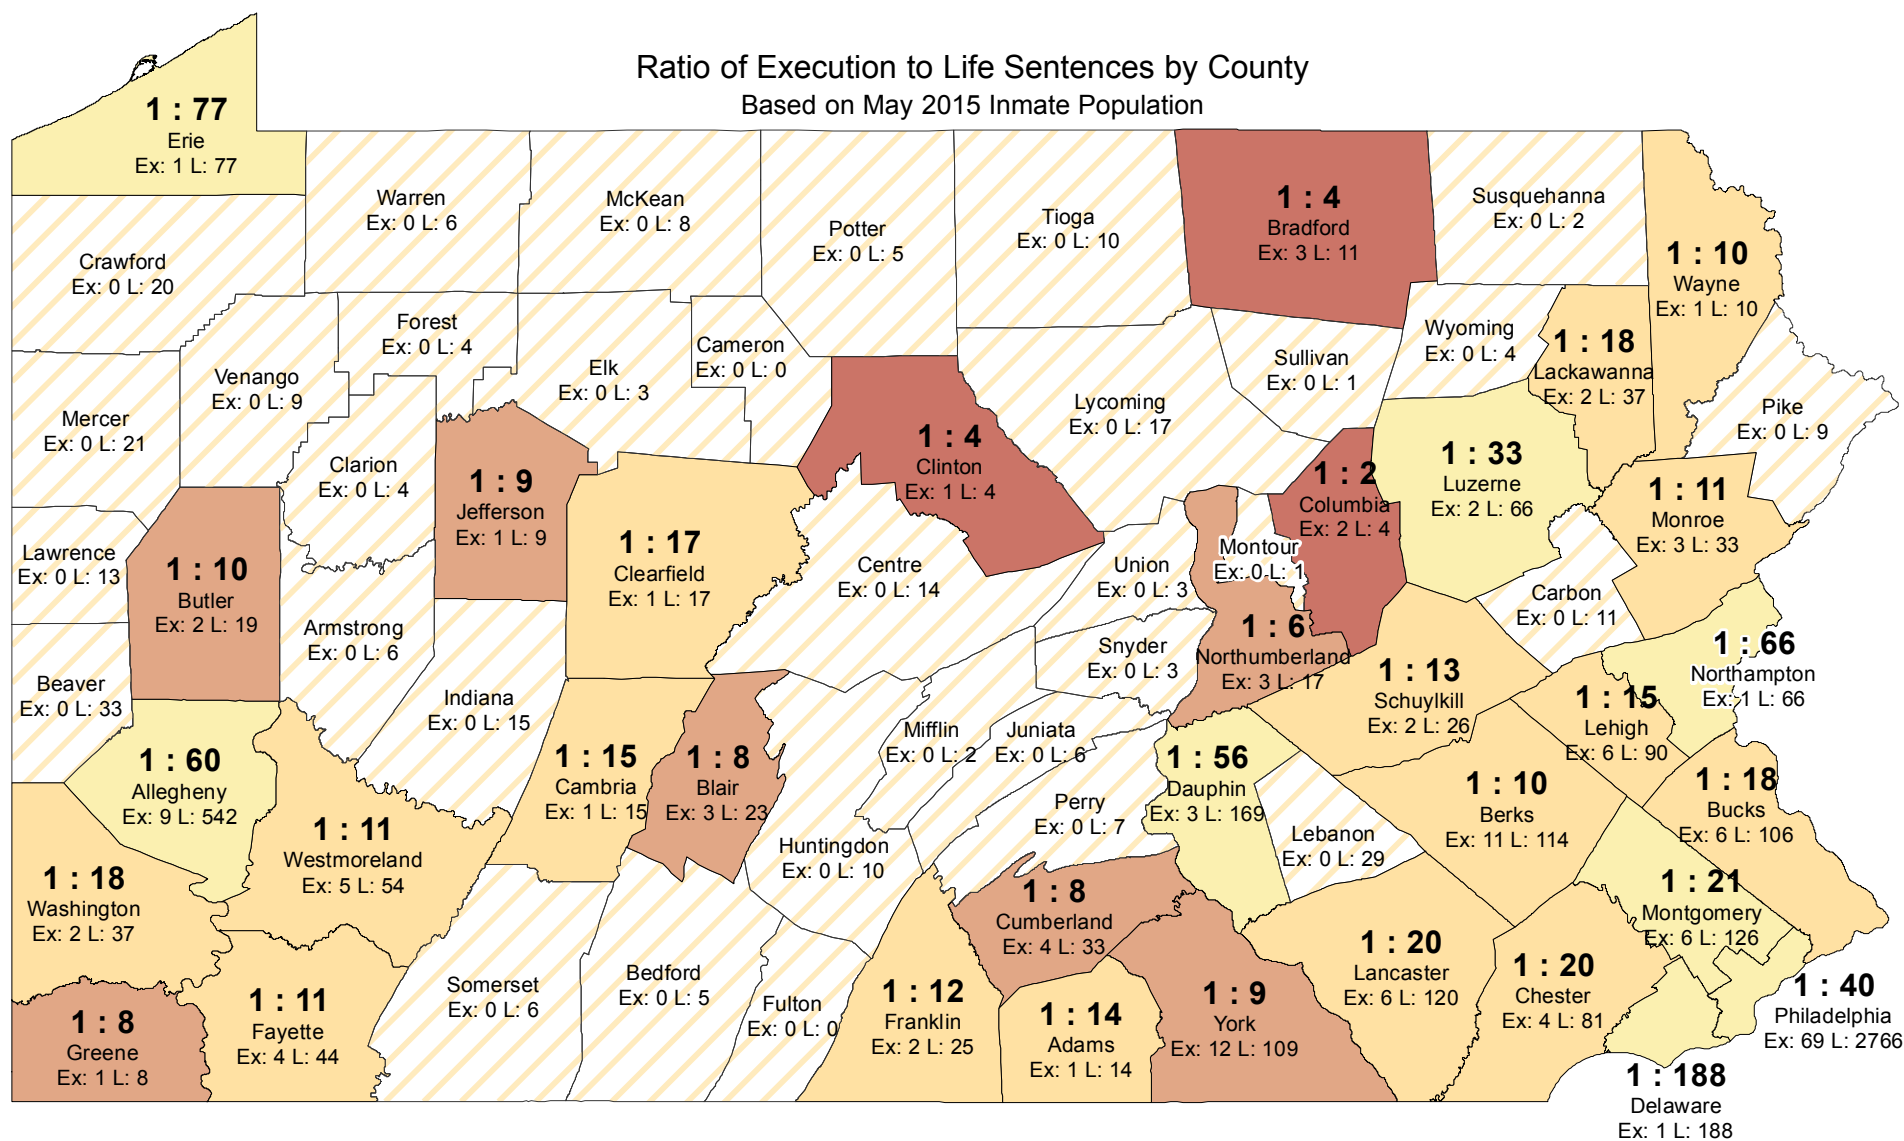 Ratio of Execution to Life Sentences by County
Based on May 2015 Inmate Population
1 : 77
Erie
Ex: 1 L: 77
Warren
Ex: 0 L: 6
McKean
Ex: 0 L: 8
Potter
Ex: 0 L: 5
Tioga
Ex: 0 L: 10
1 : 4
Bradford
Ex: 3 L: 11
Susquehanna
Ex: 0 L: 2
1 : 10
Wayne
Ex: 1 L: 10
Crawford
Ex: 0 L: 20
Forest
Ex: 0 L: 4
Cameron
Ex: 0 L: 0
Elk
Ex: 0 L: 3
Venango
Ex: 0 L: 9
Mercer
Ex: 0 L: 21
Clarion
Ex: 0 L: 4
1 : 9
Jefferson
Ex: 1 L: 9
1 : 17
Clearfield
Ex: 1 L: 17
1 : 4
Clinton
Ex: 1 L: 4
Lycoming
Ex: 0 L: 17
Sullivan
Ex: 0 L: 1
Wyoming
Ex: 0 L: 4
1 : 18
Lackawanna
Ex: 2 L: 37
Pike
Ex: 0 L: 9
1 : 2
Columbia
Ex: 2 L: 4
1 : 33
Luzerne
Ex: 2 L: 66
1 : 11
Monroe
Ex: 3 L: 33
Lawrence
Ex: 0 L: 13
1 : 10
Butler
Ex: 2 L: 19
Armstrong
Ex: 0 L: 6
Centre
Ex: 0 L: 14
Union
Ex: 0 L: 3
Montour
Ex: 0 L: 1
Carbon
Ex: 0 L: 11
Snyder
Ex: 0 L: 3
1 : 6
Northumberland
Ex: 3 L: 17
1 : 13
Schuylkill
Ex: 2 L: 26
1 : 66
Northampton
Ex: 1 L: 66
1 : 15
Lehigh
Ex: 6 L: 90
Beaver
Ex: 0 L: 33
Indiana
Ex: 0 L: 15
1 : 60
Allegheny
Ex: 9 L: 542
1 : 15
Cambria
Ex: 1 L: 15
1 : 8
Blair
Ex: 3 L: 23
Mifflin
Ex: 0 L: 2
Juniata
Ex: 0 L: 6
1 : 56
Dauphin
Ex: 3 L: 169
Perry
Ex: 0 L: 7
Lebanon
Ex: 0 L: 29
1 : 10
Berks
Ex: 11 L: 114
1 : 18
Bucks
Ex: 6 L: 106
1 : 11
Westmoreland
Ex: 5 L: 54
Huntingdon
Ex: 0 L: 10
1 : 18
Washington
Ex: 2 L: 37
1 : 8
Cumberland
Ex: 4 L: 33
1 : 21
Montgomery
Ex: 6 L: 126
1 : 20
Lancaster
Ex: 6 L: 120
1 : 20
Chester
Ex: 4 L: 81
1 : 40
Philadelphia
Ex: 69 L: 2766
1 : 8
Greene
Ex: 1 L: 8
1 : 11
Fayette
Ex: 4 L: 44
Somerset
Ex: 0 L: 6
Bedford
Ex: 0 L: 5
Fulton
Ex: 0 L: 0
1 : 12
Franklin
Ex: 2 L: 25
1 : 14
Adams
Ex: 1 L: 14
1 : 9
York
Ex: 12 L: 109
1 : 188
Delaware
Ex: 1 L: 188